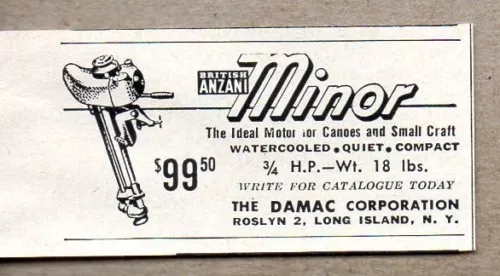 BRITISH
ANZANI
Minor
The Ideal Motor for Canoes and Small Craft
WATERCOOLED • QUIET • COMPACT
$99.50
3/4 H.P.—Wt. 18 lbs.
WRITE FOR CATALOGUE TODAY
THE DAMAC CORPORATION
ROSLYN 2, LONG ISLAND, N. Y.